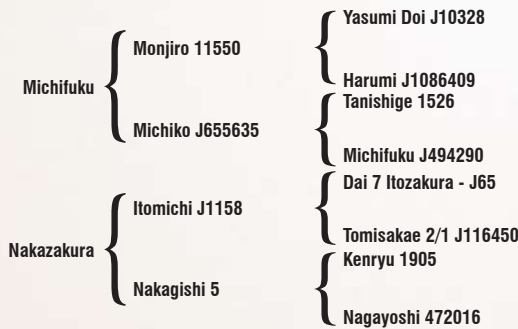 Yasumi Doi J10328
Monjiro 11550
Harumi J1086409
Michifuku
Tanishige 1526
Michiko J655635
Michifuku J494290
Dai 7 Itozakura - J65
Itomichi J1158
Tomisakae 2/1 J116450
Nakazakura
Kenryu 1905
Nakagishi 5
Nagayoshi 472016